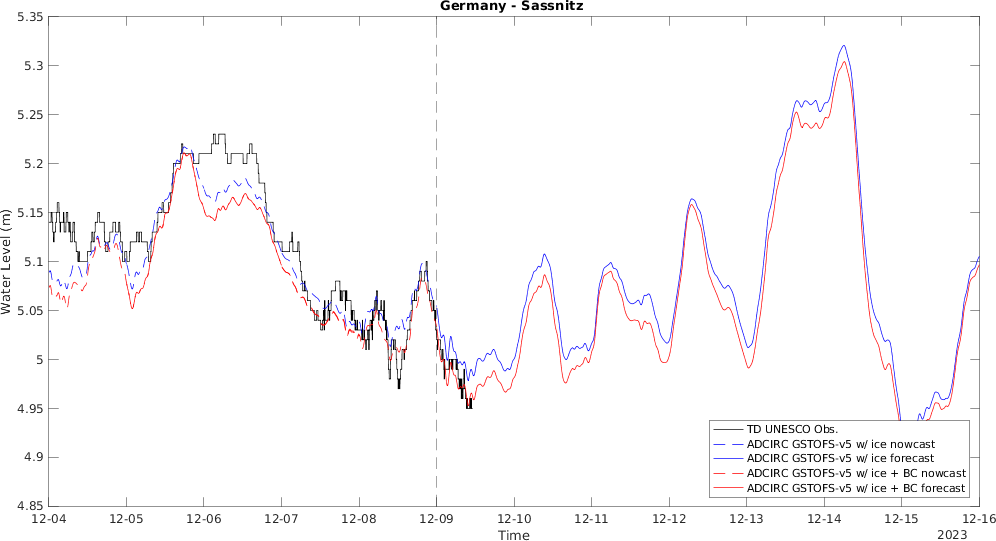 Germany - Sassnitz
5.35
5.3
5.25
5.2
5.15
5.1
5.05
5
4.95
4.9
4.85
Water Level (m)
TD UNESCO Obs.
ADCIRC GSTOFS-v5 w/ ice nowcast
ADCIRC GSTOFS-v5 w/ ice forecast
ADCIRC GSTOFS-v5 w/ ice + BC nowcast
ADCIRC GSTOFS-v5 w/ ice + BC forecast
12-04 12-05 12-06 12-07 12-08 12-09 12-10 12-11 12-12 12-13 12-14 12-15 12-16
Time
2023